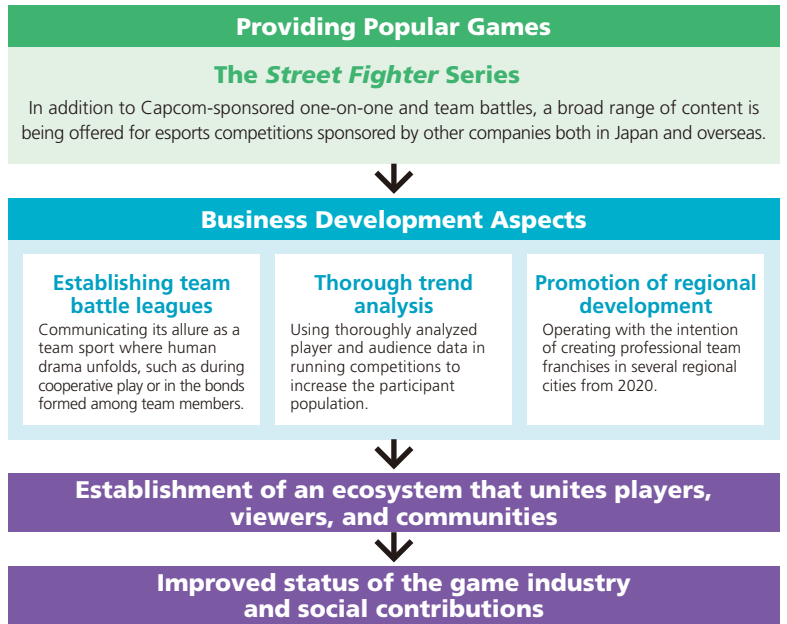 Providing Popular Games
The Street Fighter Series
In addition to Capcom-sponsored one-on-one and team battles, a broad range of content is
being offered for esports competitions sponsored by other companies both in Japan and overseas.
Business Development Aspects
Establishing team
battle leagues
Communicating its allure as a
team sport where human
drama unfolds, such as during
cooperative play or in the bonds
formed among team members.
Thorough trend
analysis
Using thoroughly analyzed
player and audience data in
running competitions to
increase the participant
population.
Promotion of regional
development
Operating with the intention
of creating professional team
franchises in several regional
cities from 2020.
Establishment of an ecosystem that unites players,
viewers, and communities
Improved status of the game industry
and social contributions